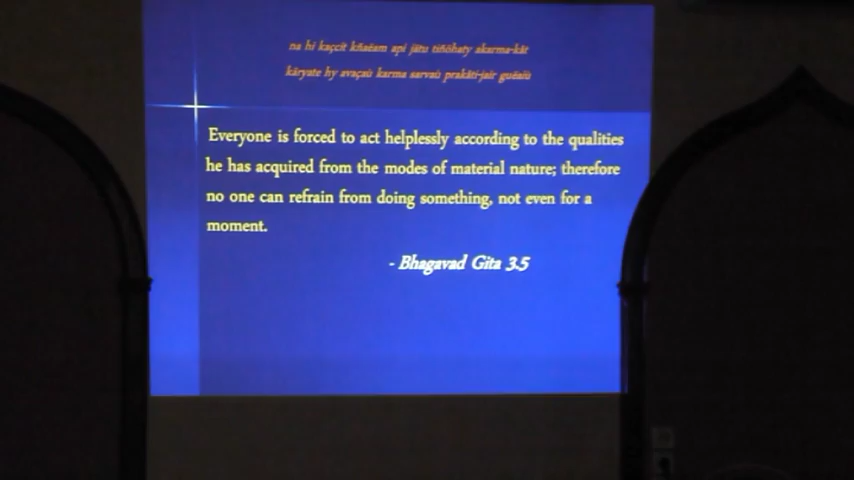 na hi kaçcit kñaëam api jätu tiñöhaty akarma-kåt
käryate hy avaçaù karma sarvaù prakåti-jair guëaiù
Everyone is forced to act helplessly according to the qualities
he has acquired from the modes of material nature; therefore
no one can refrain from doing something, not even for a
moment.
- Bhagavad Gita 3.5